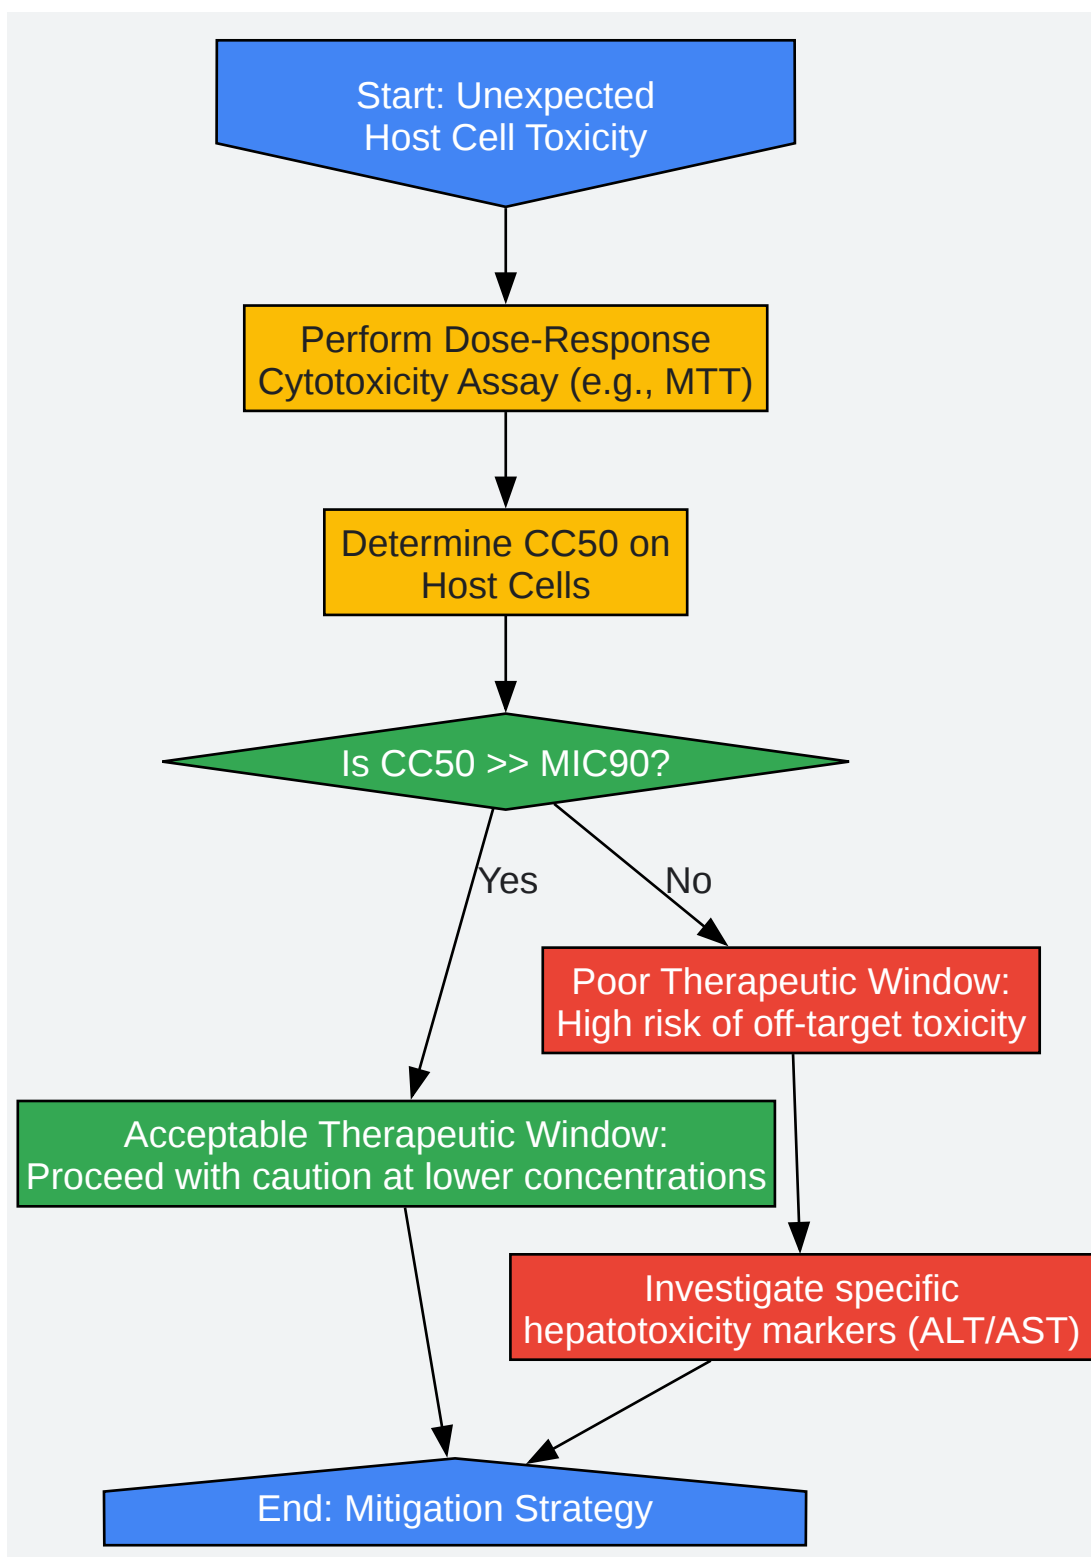 Start: Unexpected
Host Cell Toxicity
Perform Dose-Response
Cytotoxicity Assay (e.g., MTT)
Determine CC50 on
Host Cells
Is CC50 >> MIC90?
Yes
No
Poor Therapeutic Window:
High risk of off-target toxicity
Acceptable Therapeutic Window:
Proceed with caution at lower concentrations
Investigate specific
hepatotoxicity markers (ALT/AST)
End: Mitigation Strategy